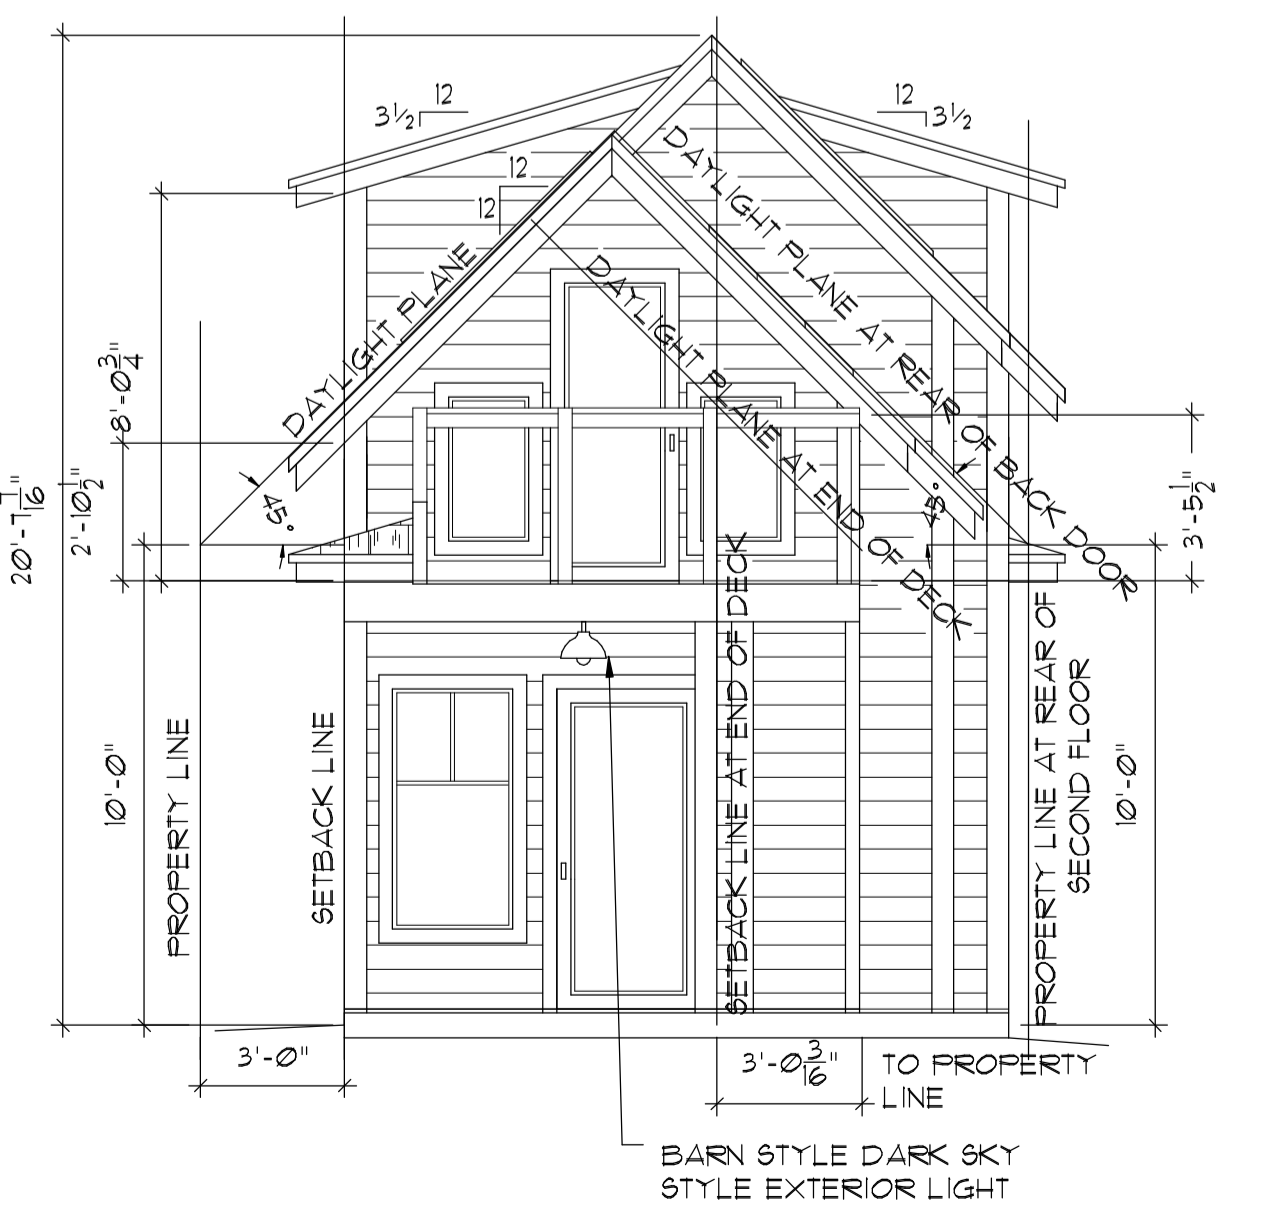 12
3 1/2
12
3 1/2
12
12
DAYLIGHT PLANE
DAYLIGHT PLANE AT REAR OF BACK DOOR
DAYLIGHT PLANE AT END OF DECK
45°
45°
8'-0 3/4"
20'-7 7/16"
2'-10 1/2"
3'-5 1/2"
10'-0"
PROPERTY LINE
SETBACK LINE
SETBACK LINE AT END OF DECK
PROPERTY LINE AT REAR OF
SECOND FLOOR
10'-0"
3'-0"
3'-0 3/16"
TO PROPERTY
LINE
BARN STYLE DARK SKY
STYLE EXTERIOR LIGHT